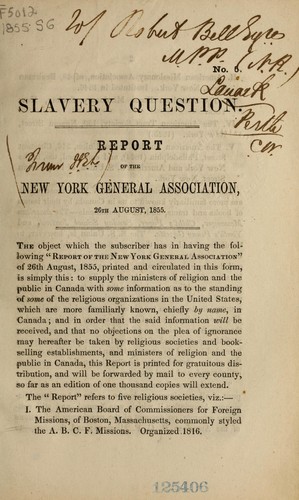 F5012
1855 S6
To/ Robert Bell Esqre
M.P.P. (N.R.)
No. 6.
Lanark
SLAVERY QUESTION.
Perth
C.W.
REPORT
OF THE
NEW YORK GENERAL ASSOCIATION,
26TH AUGUST, 1855.
THE object which the subscriber has in having the fol-
lowing "REPORT OF THE NEW YORK GENERAL ASSOCIATION"
of 26th August, 1855, printed and circulated in this form,
is simply this: to supply the ministers of religion and the
public in Canada with some information as to the standing
of some of the religious organizations in the United States,
which are more familiarly known, chiefly by name, in
Canada; and in order that the said information will be
received, and that no objections on the plea of ignorance
may hereafter be taken by religious societies and book-
selling establishments, and ministers of religion and the
public in Canada, this Report is printed for gratuitous dis-
tribution, and will be forwarded by mail to every county,
so far as an edition of one thousand copies will extend.
The "Report" refers to five religious societies, viz.:—
1. The American Board of Commissioners for Foreign
Missions, of Boston, Massachusetts, commonly styled
the A. B. C. F. Missions. Organized 1816.
125406